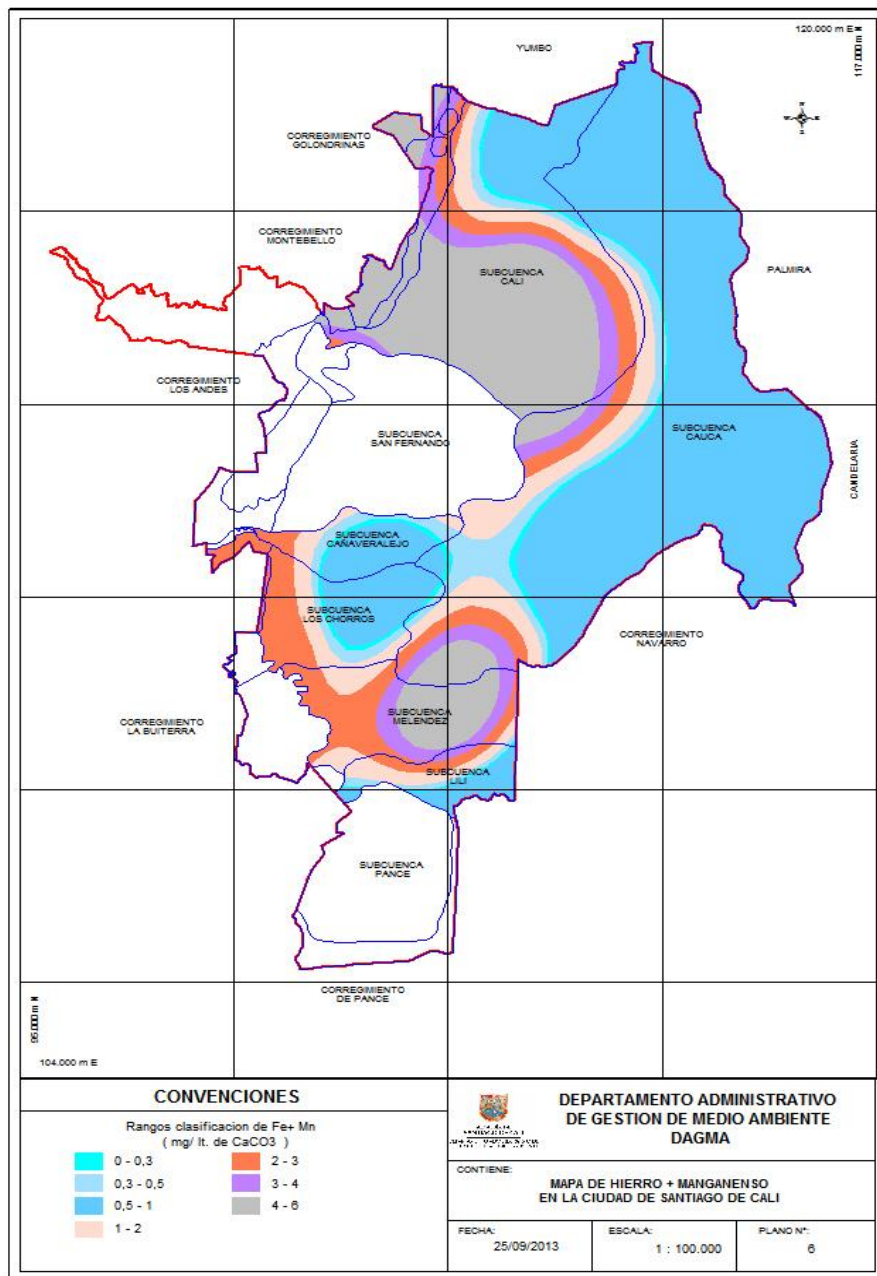 120.000 m E
117.000 m N
YUMBO
CORREGIMIENTO
GOLONDRINAS
CORREGIMIENTO
MONTEBELLO
SUBCUENCA
CALI
PALMIRA
CORREGIMIENTO
LOS ANDES
SUBCUENCA
SAN FERNANDO
SUBCUENCA
CAUCA
CANDELARIA
SUBCUENCA
CAÑAVERALEJO
SUBCUENCA
LOS CHORROS
CORREGIMIENTO
NAVARRO
SUBCUENCA
MELENDEZ
CORREGIMIENTO
LA BUITERRA
SUBCUENCA
LILI
SUBCUENCA
PANCE
CORREGIMIENTO
DE PANCE
95.000 m N
104.000 m E
CONVENCIONES
Rangos clasificacion de Fe+ Mn
( mg/ lt. de CaCO3 )
0 - 0,3
0,3 - 0,5
0,5 - 1
1 - 2
2 - 3
3 - 4
4 - 6
DEPARTAMENTO ADMINISTRATIVO
DE GESTION DE MEDIO AMBIENTE
DAGMA
CONTIENE:
MAPA DE HIERRO + MANGANENSO
EN LA CIUDAD DE SANTIAGO DE CALI
FECHA:
25/09/2013
ESCALA:
1 : 100.000
PLANO Nº:
6